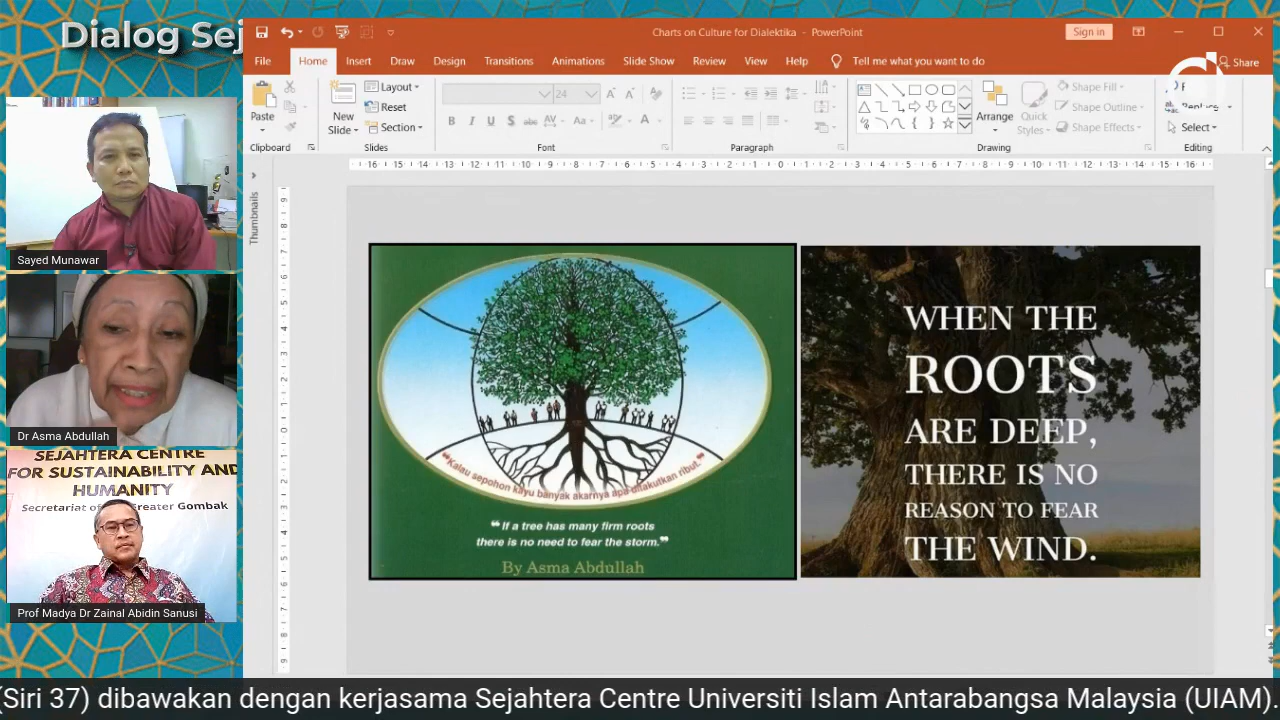 Dialog Sej
Charts on Culture for Dialektika - PowerPoint
Sign in
File Home Insert Draw Design Transitions Animations Slide Show Review View Help Tell me what you want to do Share
Paste
Clipboard
New
Slide
Layout
Reset
Section
Slides
24
B I U S abc AV Aa A
Font
Paragraph
Arrange
Quick
Styles
Shape Fill
Shape Outline
Shape Effects
Drawing
Replace
Select
Editing
Thumbnails
Sayed Munawar
Dr Asma Abdullah
SEJAHTERA CENTRE
FOR SUSTAINABILITY AND
HUMANITY
Prof Madya Dr Zainal Abidin Sanusi
"Kalau sepohon kayu banyak akarnya apa ditakutkan ribut."
❝ If a tree has many firm roots
there is no need to fear the storm.❞
By Asma Abdullah
WHEN THE
ROOTS
ARE DEEP,
THERE IS NO
REASON TO FEAR
THE WIND.
(Siri 37) dibawakan dengan kerjasama Sejahtera Centre Universiti Islam Antarabangsa Malaysia (UIAM).